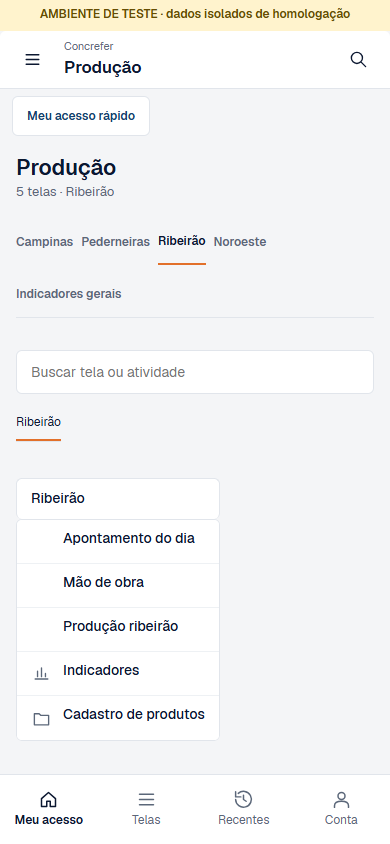 AMBIENTE DE TESTE · dados isolados de homologação
Concrefer
Produção
Meu acesso rápido
Produção
5 telas · Ribeirão
Campinas Pederneiras Ribeirão Noroeste
Indicadores gerais
Buscar tela ou atividade
Ribeirão
Ribeirão
Apontamento do dia
Mão de obra
Produção ribeirão
Indicadores
Cadastro de produtos
Meu acesso Telas Recentes Conta